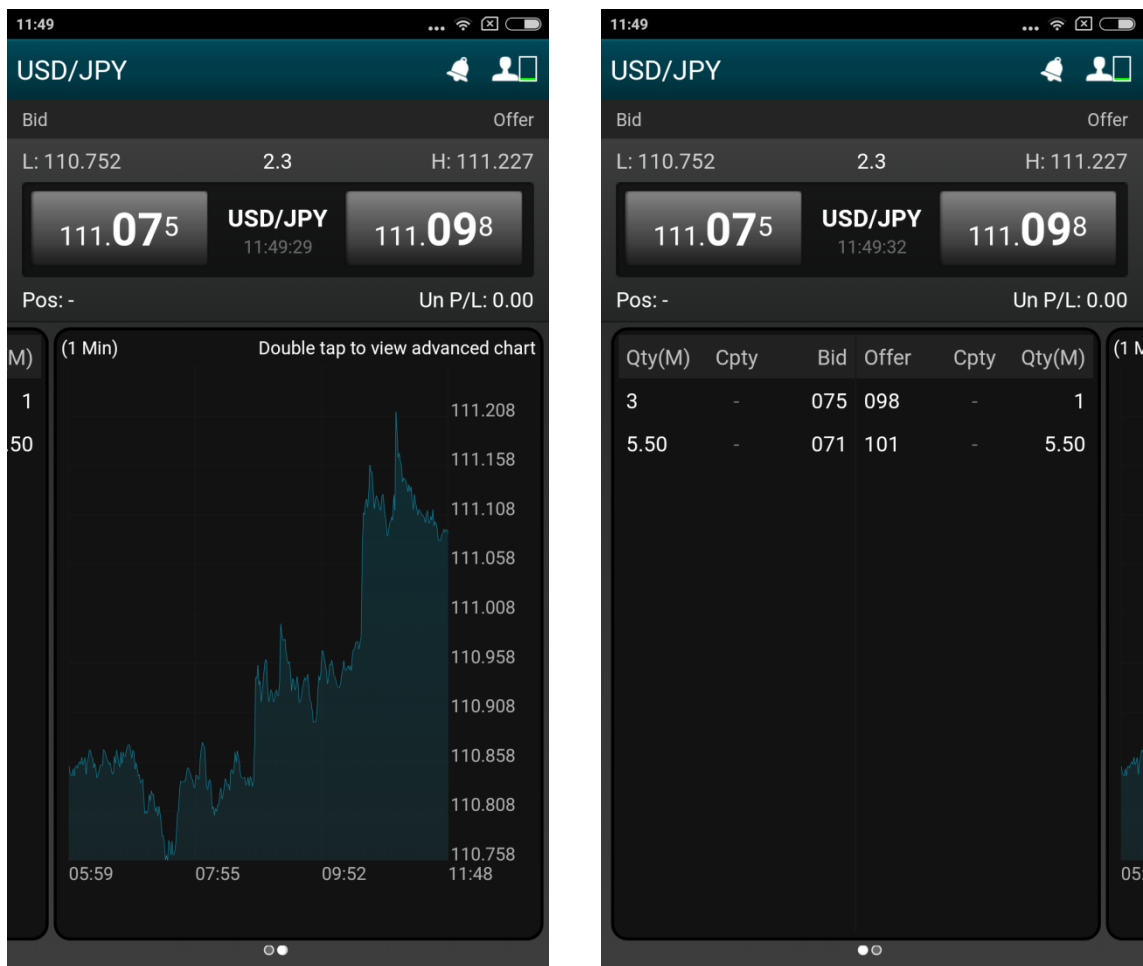 11:49
USD/JPY
Bid Offer
L: 110.752 2.3 H: 111.227
111.075 USD/JPY 111.098
11:49:29
Pos: - Un P/L: 0.00
M) (1 Min) Double tap to view advanced chart
1
.50
111.208
111.158
111.108
111.058
111.008
110.958
110.908
110.858
110.808
110.758
05:59 07:55 09:52 11:48
11:49
USD/JPY
Bid Offer
L: 110.752 2.3 H: 111.227
111.075 USD/JPY 111.098
11:49:32
Pos: - Un P/L: 0.00
Qty(M) Cpty Bid Offer Cpty Qty(M) (1 M
3 - 075 098 - 1
5.50 - 071 101 - 5.50
05: